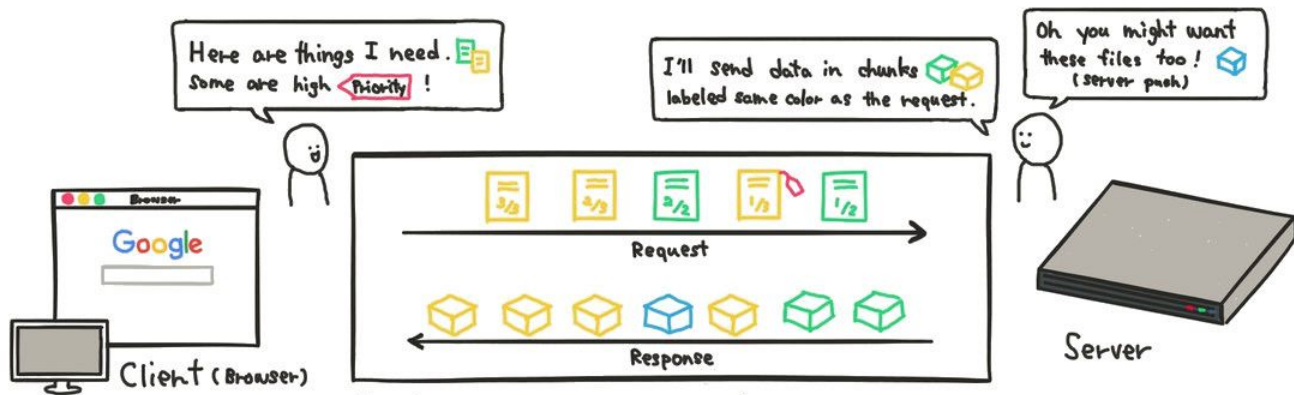 Here are things I need.
Some are high Priority !
I'll send data in chunks
labeled same color as the request.
Oh you might want
these files too!
(server push)
Browser
Google
3/3
2/3
2/2
1/3
1/2
Request
Response
Client (Browser)
Server